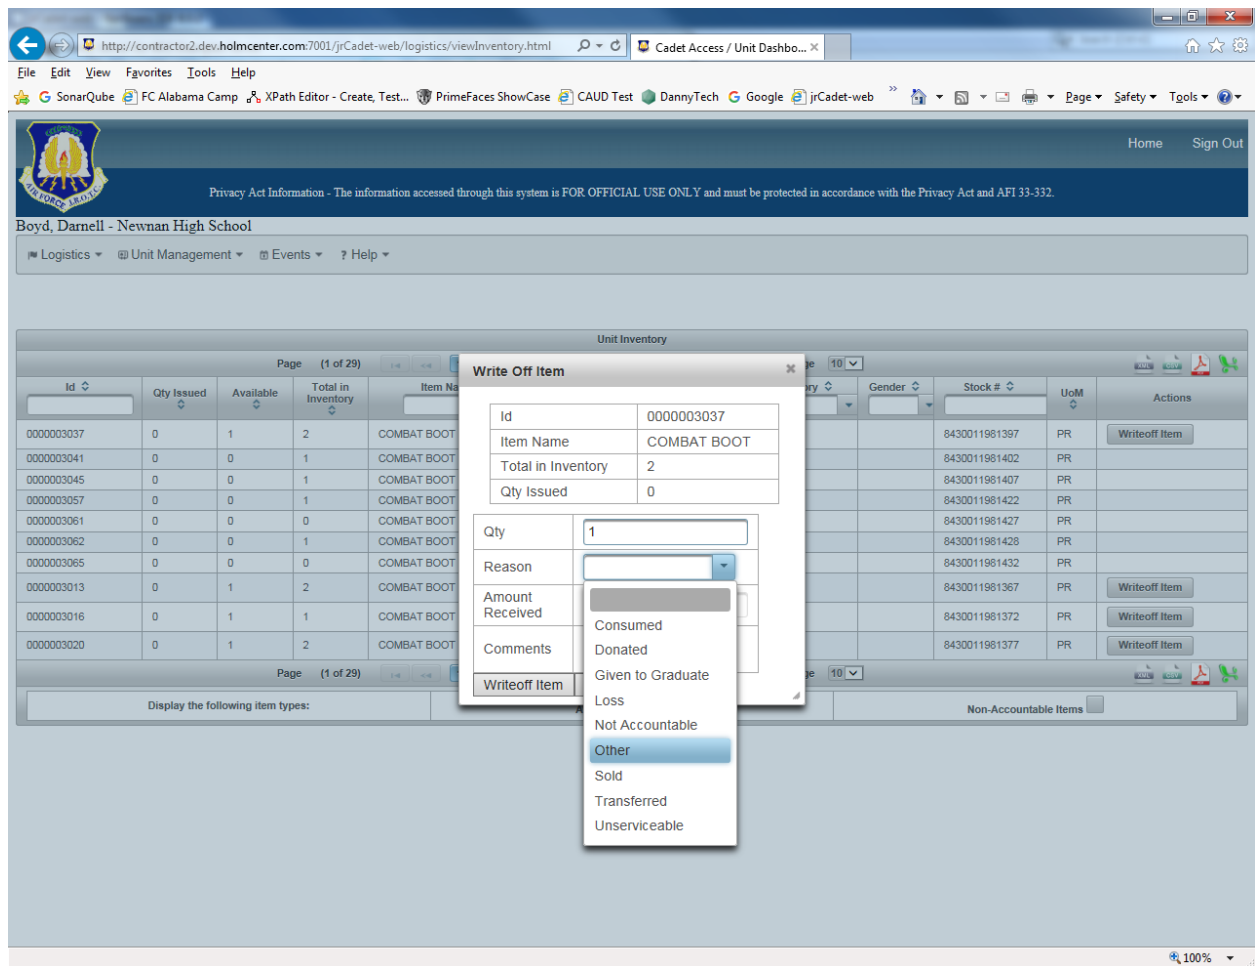 http://contractor2.dev.holmcenter.com:7001/jrCadet-web/logistics/viewInventory.html
Cadet Access / Unit Dashbo... ×
File Edit View Favorites Tools Help
SonarQube FC Alabama Camp XPath Editor - Create, Test... PrimeFaces ShowCase CAUD Test DannyTech Google jrCadet-web » Page Safety Tools
Home Sign Out
AIR FORCE J.R.O.T.C.
Privacy Act Information - The information accessed through this system is FOR OFFICIAL USE ONLY and must be protected in accordance with the Privacy Act and AFI 33-332.
Boyd, Darnell - Newnan High School
Logistics Unit Management Events ? Help
Unit Inventory
Page (1 of 29) 10
XML CSV
Id Qty Issued Available Total in Inventory Item Na ory Gender Stock # UoM Actions
0000003037 0 1 2 COMBAT BOOT 8430011981397 PR Writeoff Item
0000003041 0 0 1 COMBAT BOOT 8430011981402 PR
0000003045 0 0 1 COMBAT BOOT 8430011981407 PR
0000003057 0 0 1 COMBAT BOOT 8430011981422 PR
0000003061 0 0 0 COMBAT BOOT 8430011981427 PR
0000003062 0 0 1 COMBAT BOOT 8430011981428 PR
0000003065 0 0 0 COMBAT BOOT 8430011981432 PR
0000003013 0 1 2 COMBAT BOOT 8430011981367 PR Writeoff Item
0000003016 0 1 1 COMBAT BOOT 8430011981372 PR Writeoff Item
0000003020 0 1 2 COMBAT BOOT 8430011981377 PR Writeoff Item
Page (1 of 29) 10
XML CSV
Display the following item types: A Non-Accountable Items
Write Off Item ×
Id 0000003037
Item Name COMBAT BOOT
Total in Inventory 2
Qty Issued 0
Qty 1
Reason
Amount Received
Comments
Writeoff Item
Consumed
Donated
Given to Graduate
Loss
Not Accountable
Other
Sold
Transferred
Unserviceable
100%